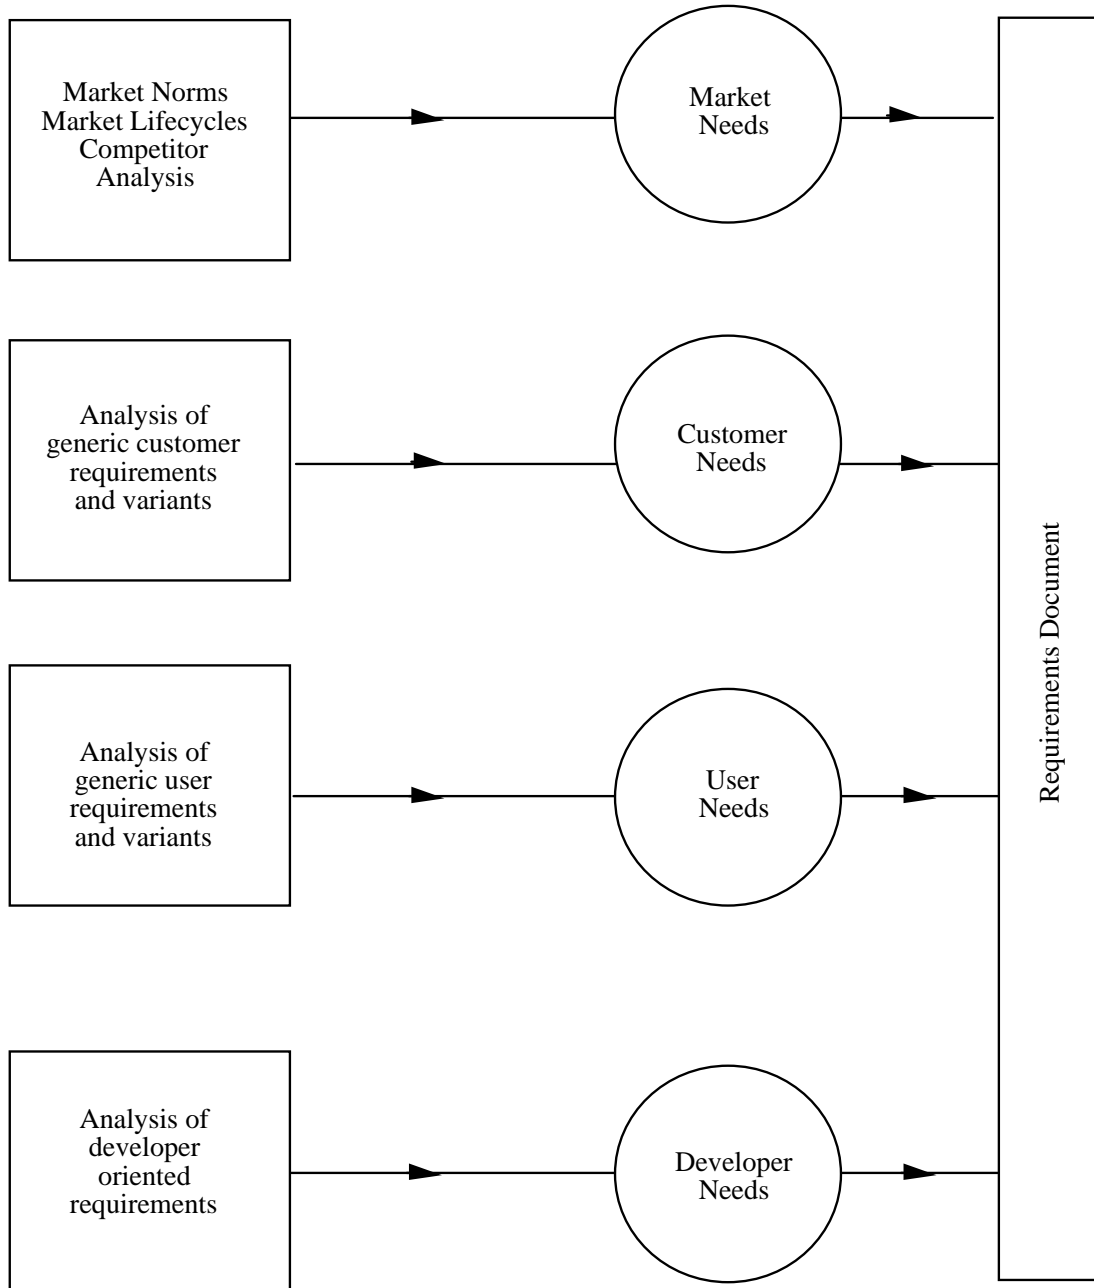 Market Norms
Market Lifecycles
Competitor
Analysis
Market
Needs
Analysis of
generic customer
requirements
and variants
Customer
Needs
Analysis of
generic user
requirements
and variants
User
Needs
Analysis of
developer
oriented
requirements
Developer
Needs
Requirements Document